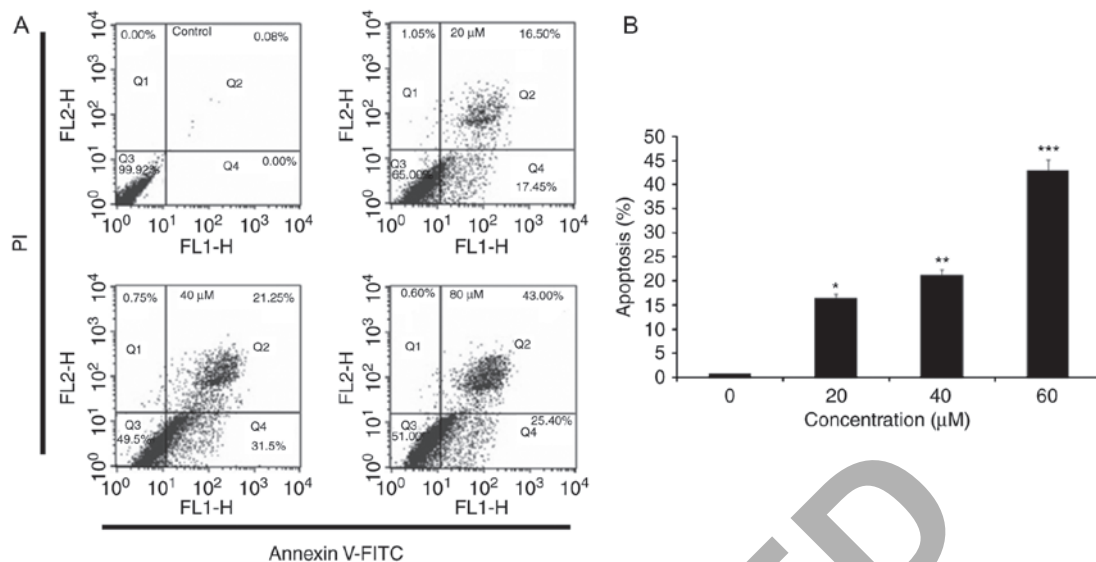 A
B
PI
Control
0.00%
0.08%
Q1
Q2
Q3
99.92%
Q4
0.00%
FL2-H
10⁴
10³
10²
10¹
10⁰
10⁰ 10¹ 10² 10³ 10⁴
FL1-H
20 μM
1.05%
16.50%
Q1
Q2
Q3
65.00%
Q4
17.45%
FL2-H
10⁴
10³
10²
10¹
10⁰
10⁰ 10¹ 10² 10³ 10⁴
FL1-H
40 μM
0.75%
21.25%
Q1
Q2
Q3
49.5%
Q4
31.5%
FL2-H
10⁴
10³
10²
10¹
10⁰
10⁰ 10¹ 10² 10³ 10⁴
FL1-H
80 μM
0.60%
43.00%
Q1
Q2
Q3
51.00
25.40%
Q4
FL2-H
10⁴
10³
10²
10¹
10⁰
10⁰ 10¹ 10² 10³ 10⁴
FL1-H
Annexin V-FITC
Apoptosis (%)
50
45
40
35
30
25
20
15
10
5
0
*
**
***
0 20 40 60
Concentration (μM)